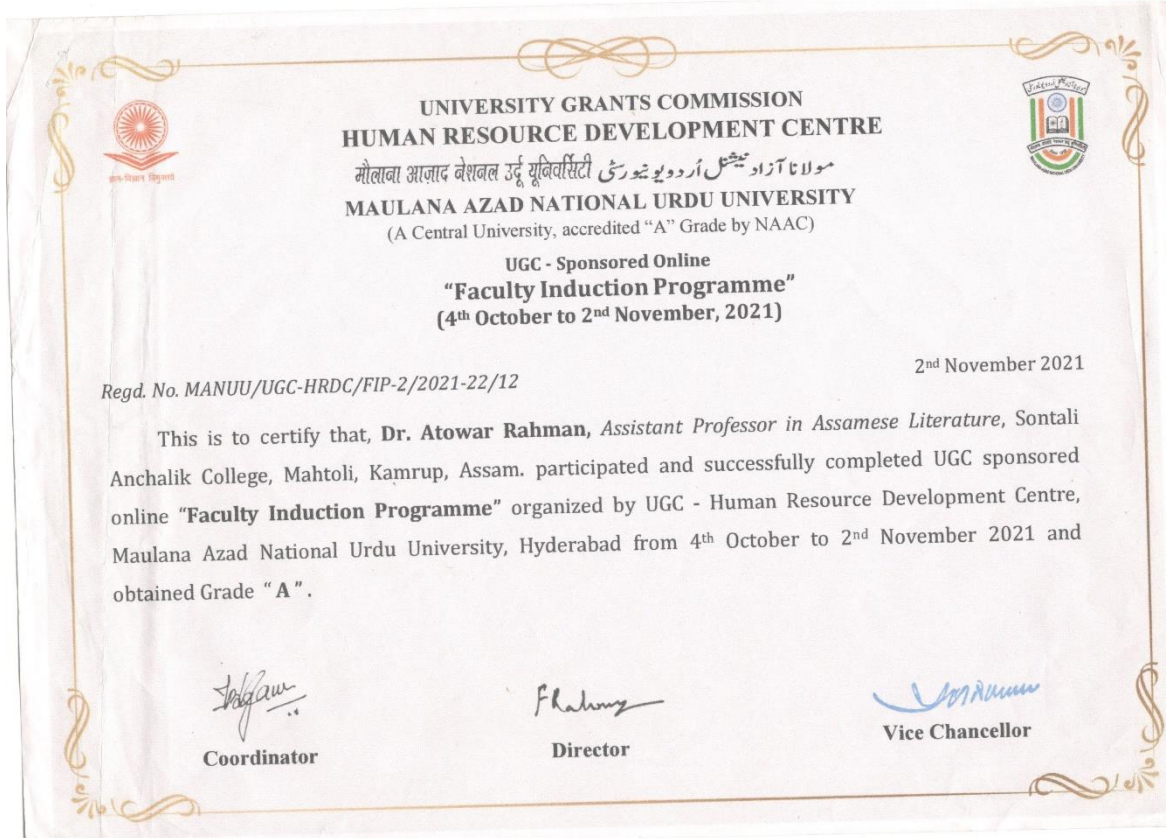 UNIVERSITY GRANTS COMMISSION
HUMAN RESOURCE DEVELOPMENT CENTRE
मौलाना आज़ाद नेशनल उर्दू यूनिवर्सिटी مولانا آزاد نیشنل اُردو یونیورسٹی
MAULANA AZAD NATIONAL URDU UNIVERSITY
(A Central University, accredited “A” Grade by NAAC)
ज्ञान-विज्ञान विमुक्तये
UGC - Sponsored Online
“Faculty Induction Programme”
(4th October to 2nd November, 2021)
2nd November 2021
Regd. No. MANUU/UGC-HRDC/FIP-2/2021-22/12
This is to certify that, Dr. Atowar Rahman, Assistant Professor in Assamese Literature, Sontali
Anchalik College, Mahtoli, Kamrup, Assam. participated and successfully completed UGC sponsored
online “Faculty Induction Programme” organized by UGC - Human Resource Development Centre,
Maulana Azad National Urdu University, Hyderabad from 4th October to 2nd November 2021 and
obtained Grade “ A ”.
Coordinator
Director
Vice Chancellor